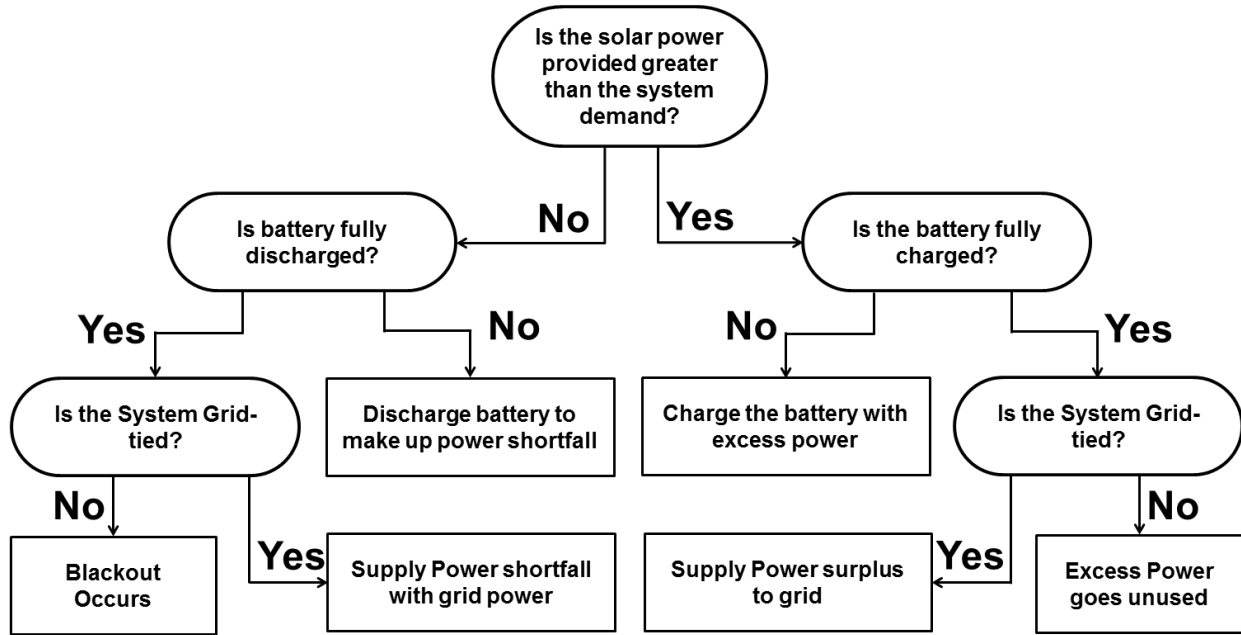 Is the solar power
provided greater
than the system
demand?
No
Yes
Is battery fully
discharged?
Is the battery fully
charged?
Yes
No
No
Yes
Is the System Grid-
tied?
Discharge battery to
make up power shortfall
Charge the battery with
excess power
Is the System Grid-
tied?
No
Yes
Yes
No
Blackout
Occurs
Supply Power shortfall
with grid power
Supply Power surplus
to grid
Excess Power
goes unused